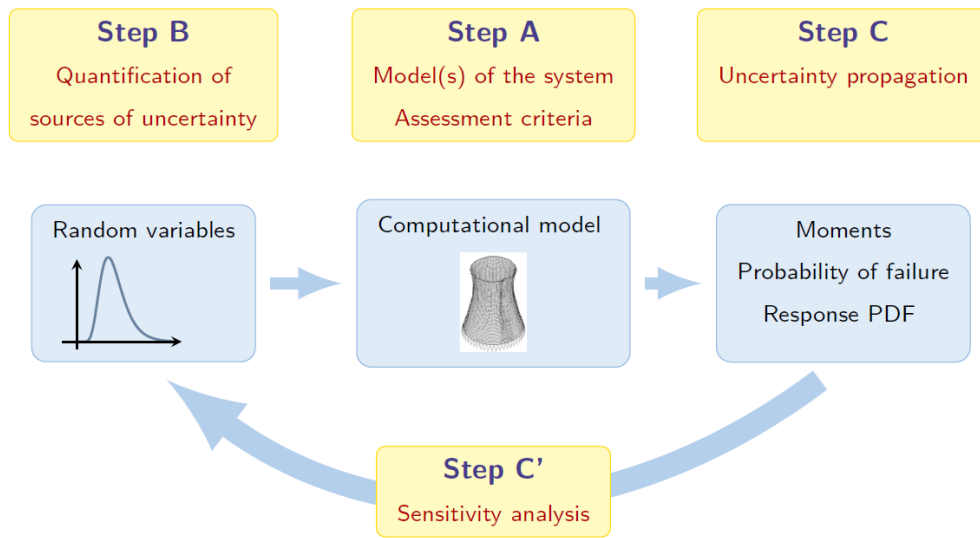 Step B
Quantification of
sources of uncertainty
Step A
Model(s) of the system
Assessment criteria
Step C
Uncertainty propagation
Random variables
Computational model
Moments
Probability of failure
Response PDF
Step C'
Sensitivity analysis